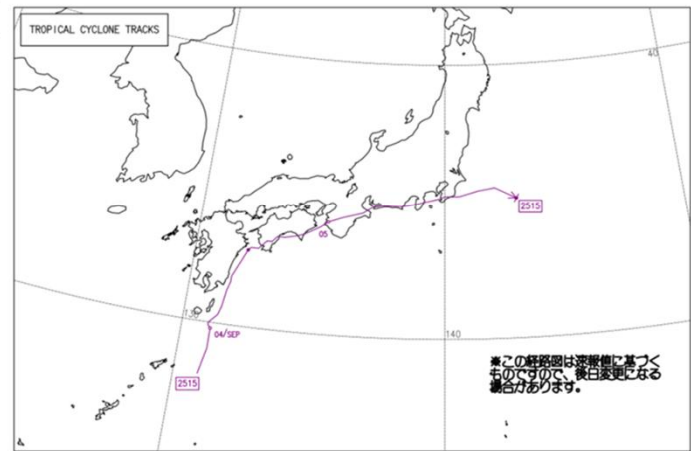 TROPICAL CYCLONE TRACKS
40
2515
05
130
04/SEP
140
2515
※この経路図は速報値に基づく
ものですので、後日変更になる
場合があります。